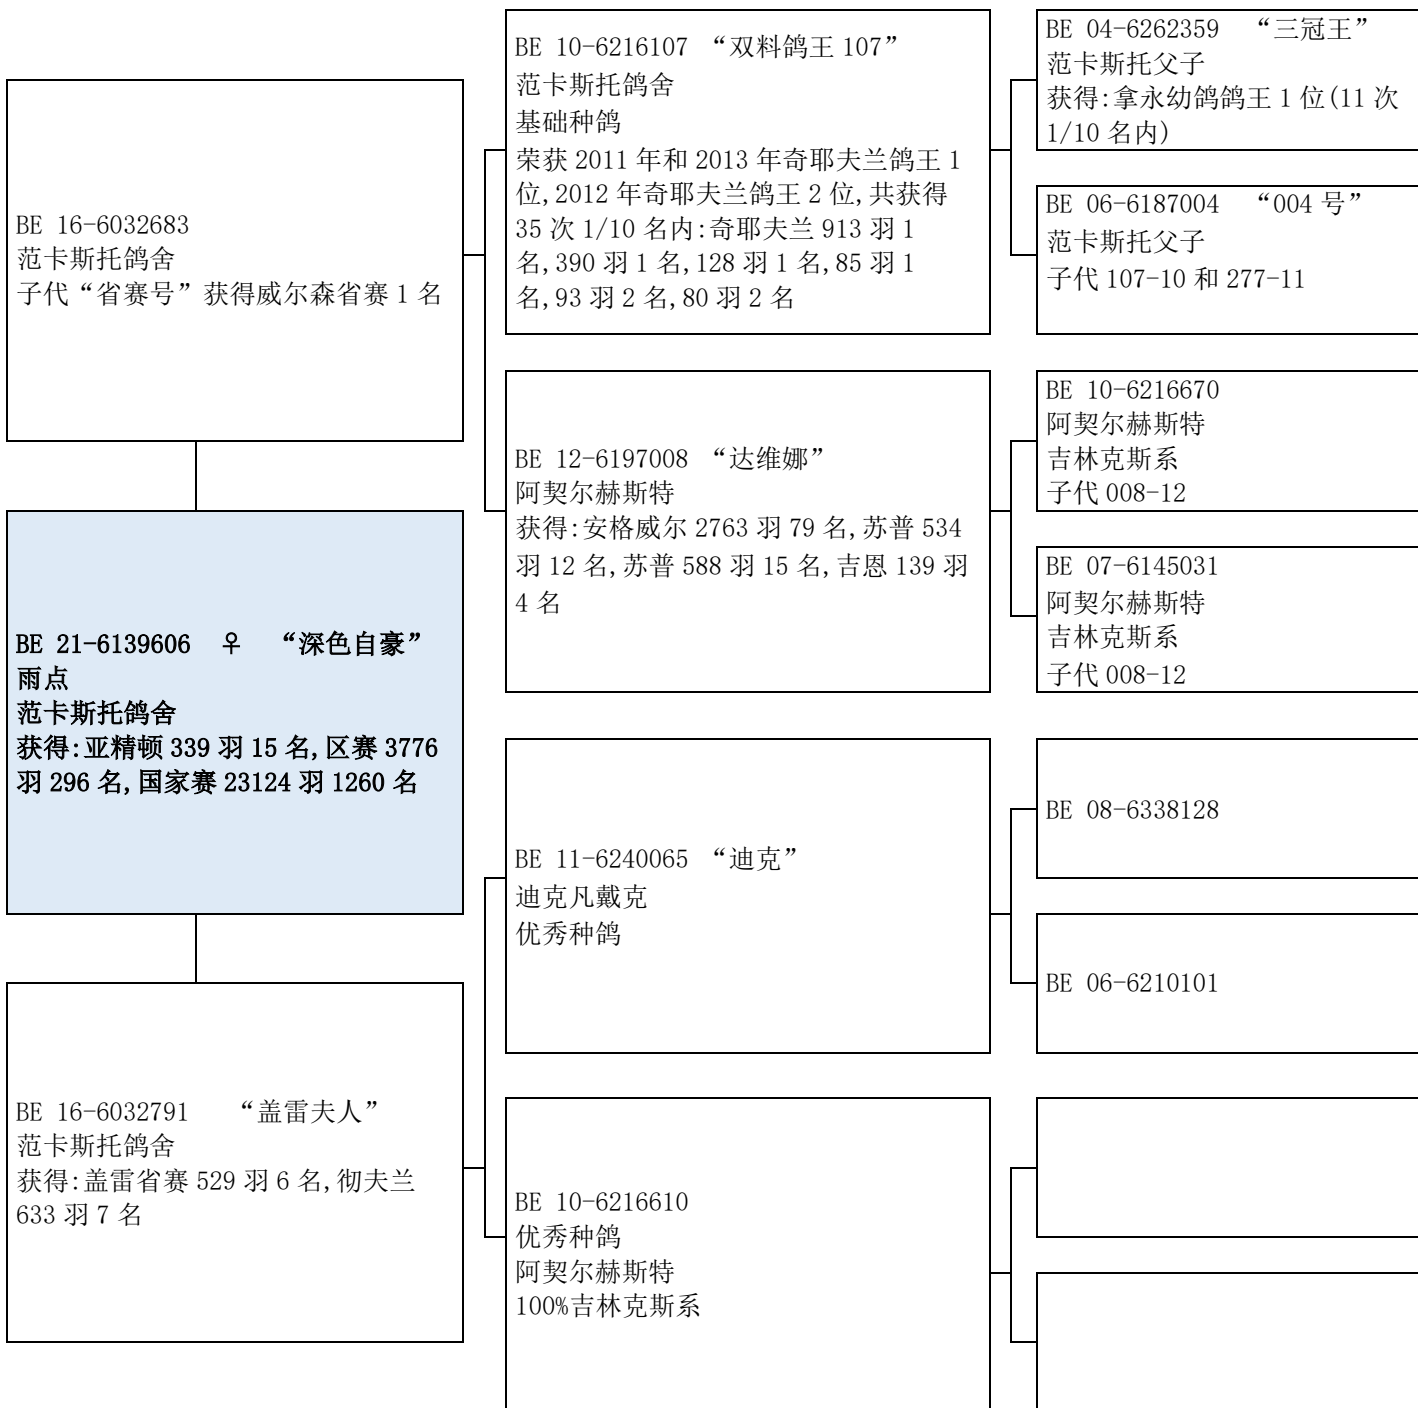 BE 16-6032683
范卡斯托鸽舍
子代“省赛号”获得威尔森省赛 1 名
BE 21-6139606 ♀ “深色自豪”
雨点
范卡斯托鸽舍
获得:亚精顿 339 羽 15 名,区赛 3776
羽 296 名,国家赛 23124 羽 1260 名
BE 16-6032791 “盖雷夫人”
范卡斯托鸽舍
获得:盖雷省赛 529 羽 6 名,彻夫兰
633 羽 7 名
BE 10-6216107 “双料鸽王 107”
范卡斯托鸽舍
基础种鸽
荣获 2011 年和 2013 年奇耶夫兰鸽王 1
位,2012 年奇耶夫兰鸽王 2 位,共获得
35 次 1/10 名内:奇耶夫兰 913 羽 1
名,390 羽 1 名,128 羽 1 名,85 羽 1
名,93 羽 2 名,80 羽 2 名
BE 12-6197008 “达维娜”
阿契尔赫斯特
获得:安格威尔 2763 羽 79 名,苏普 534
羽 12 名,苏普 588 羽 15 名,吉恩 139 羽
4 名
BE 11-6240065 “迪克”
迪克凡戴克
优秀种鸽
BE 10-6216610
优秀种鸽
阿契尔赫斯特
100%吉林克斯系
BE 04-6262359 “三冠王”
范卡斯托父子
获得:拿永幼鸽鸽王 1 位(11 次
1/10 名内)
BE 06-6187004 “004 号”
范卡斯托父子
子代 107-10 和 277-11
BE 10-6216670
阿契尔赫斯特
吉林克斯系
子代 008-12
BE 07-6145031
阿契尔赫斯特
吉林克斯系
子代 008-12
BE 08-6338128
BE 06-6210101